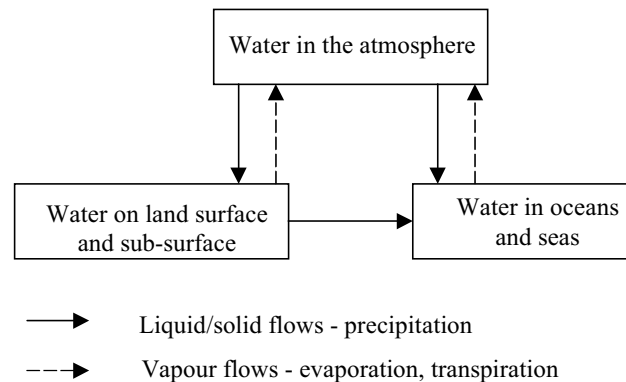 Water in the atmosphere
Water on land surface
and sub-surface
Water in oceans
and seas
Liquid/solid flows - precipitation
Vapour flows - evaporation, transpiration